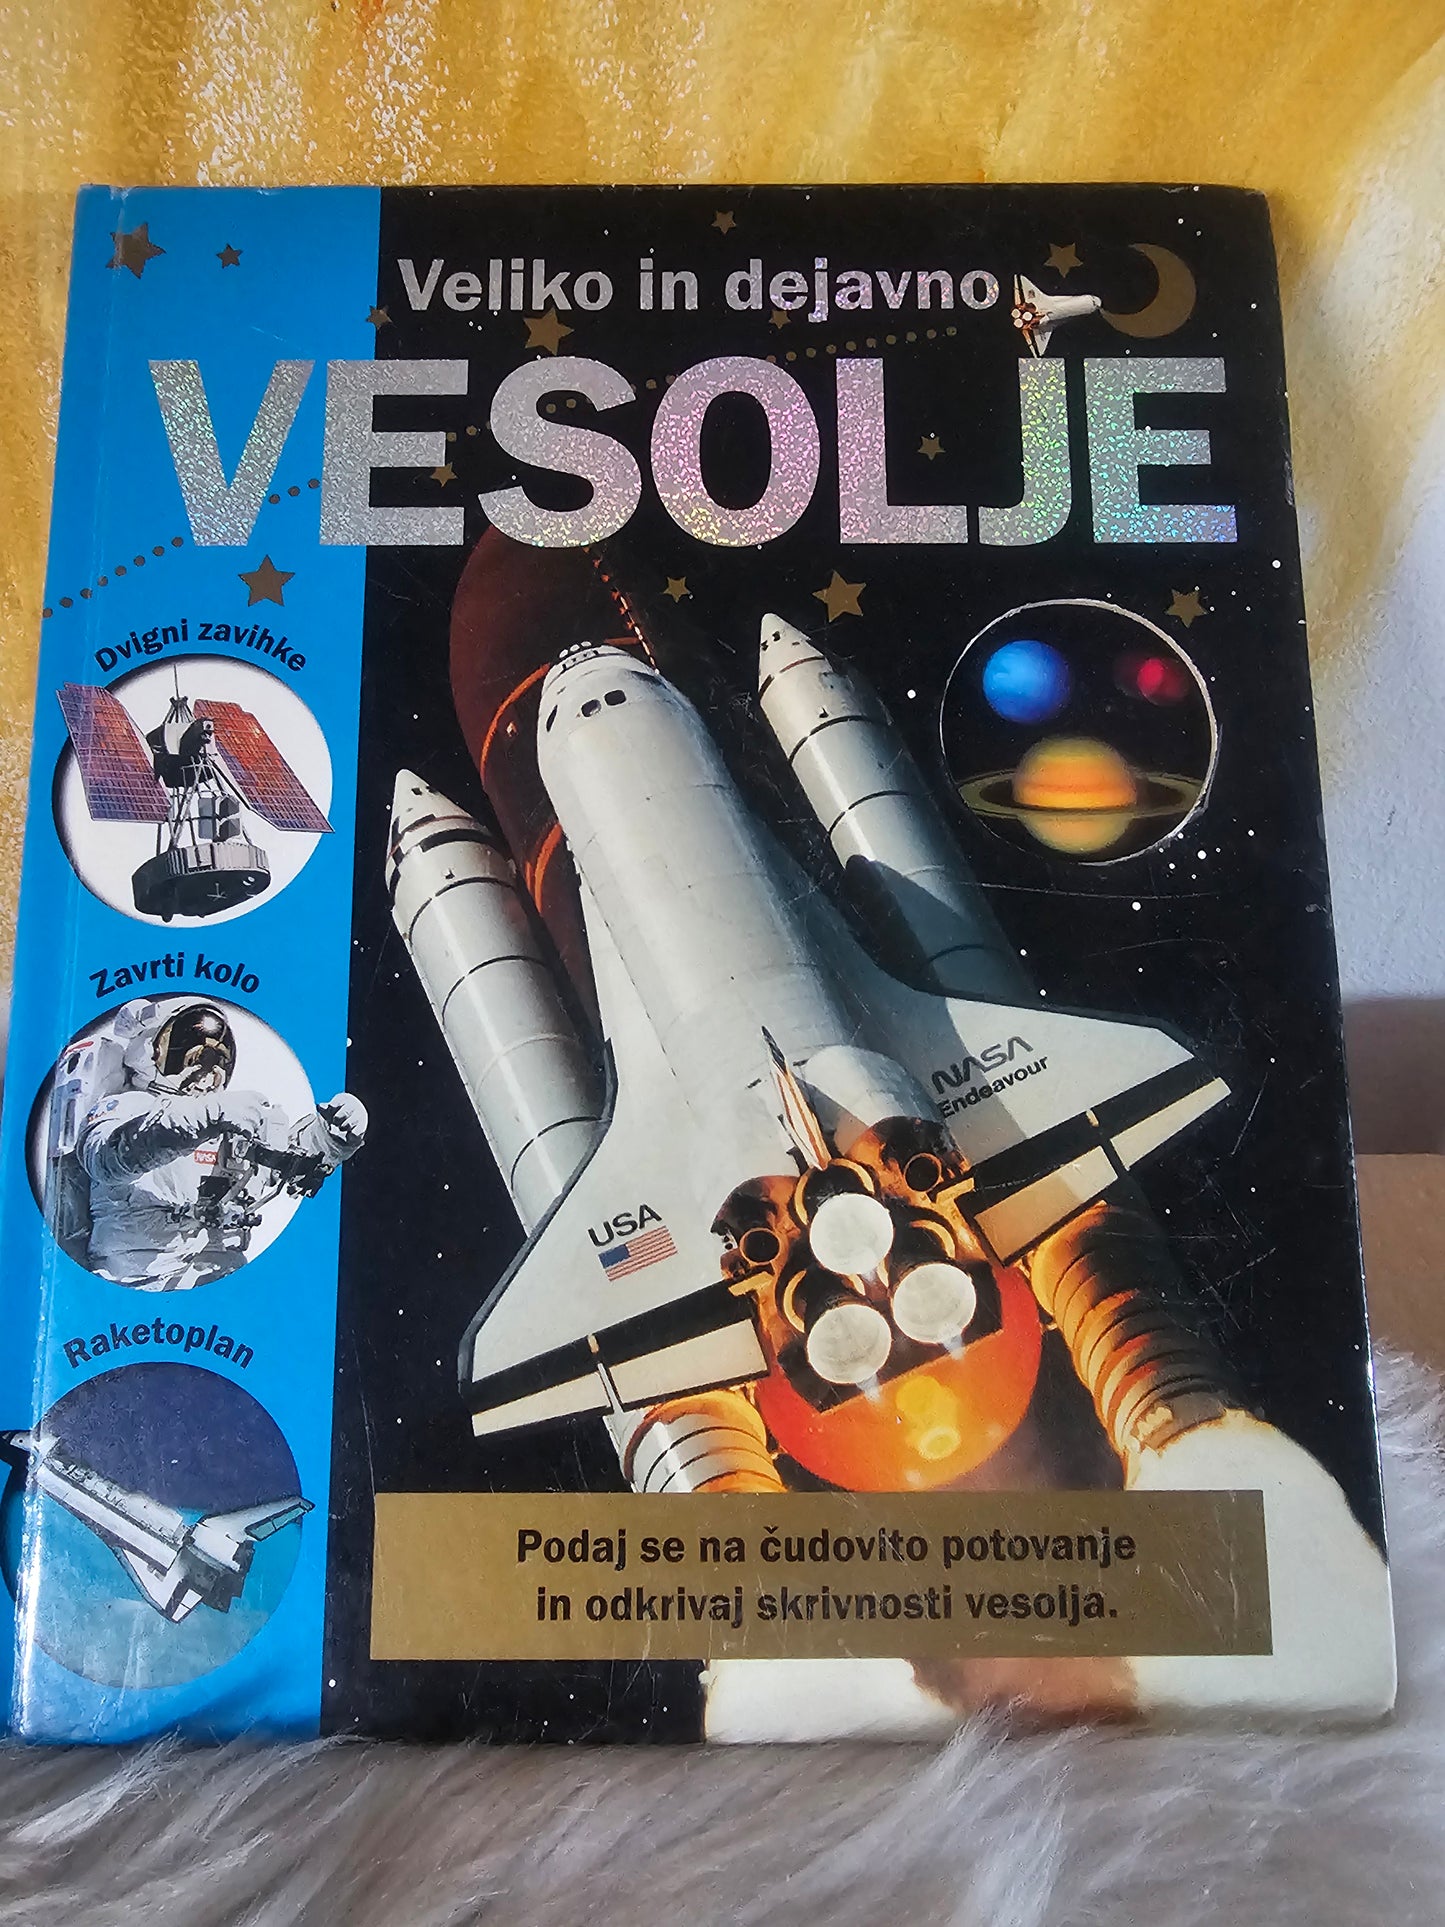 Veliko in dejavno
VESOLJE
Dvigni zavihke
Zavrti kolo
NASA
Raketoplan
NASA
Endeavour
USA
Podaj se na čudovito potovanje
in odkrivaj skrivnosti vesolja.